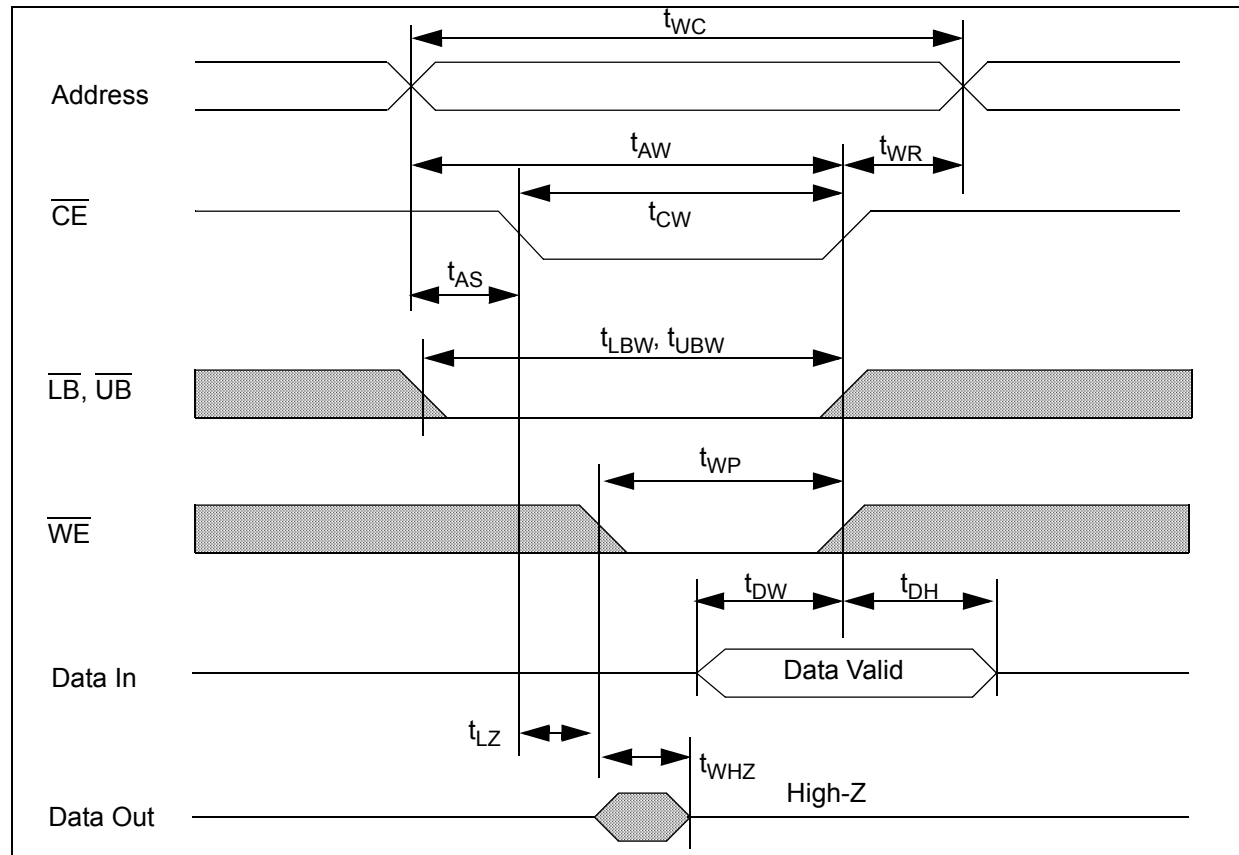 tWC
Address
tAW
tWR
CE
tCW
tAS
tLBW, tUBW
LB, UB
tWP
WE
tDW
tDH
Data In
Data Valid
tLZ
tWHZ
High-Z
Data Out